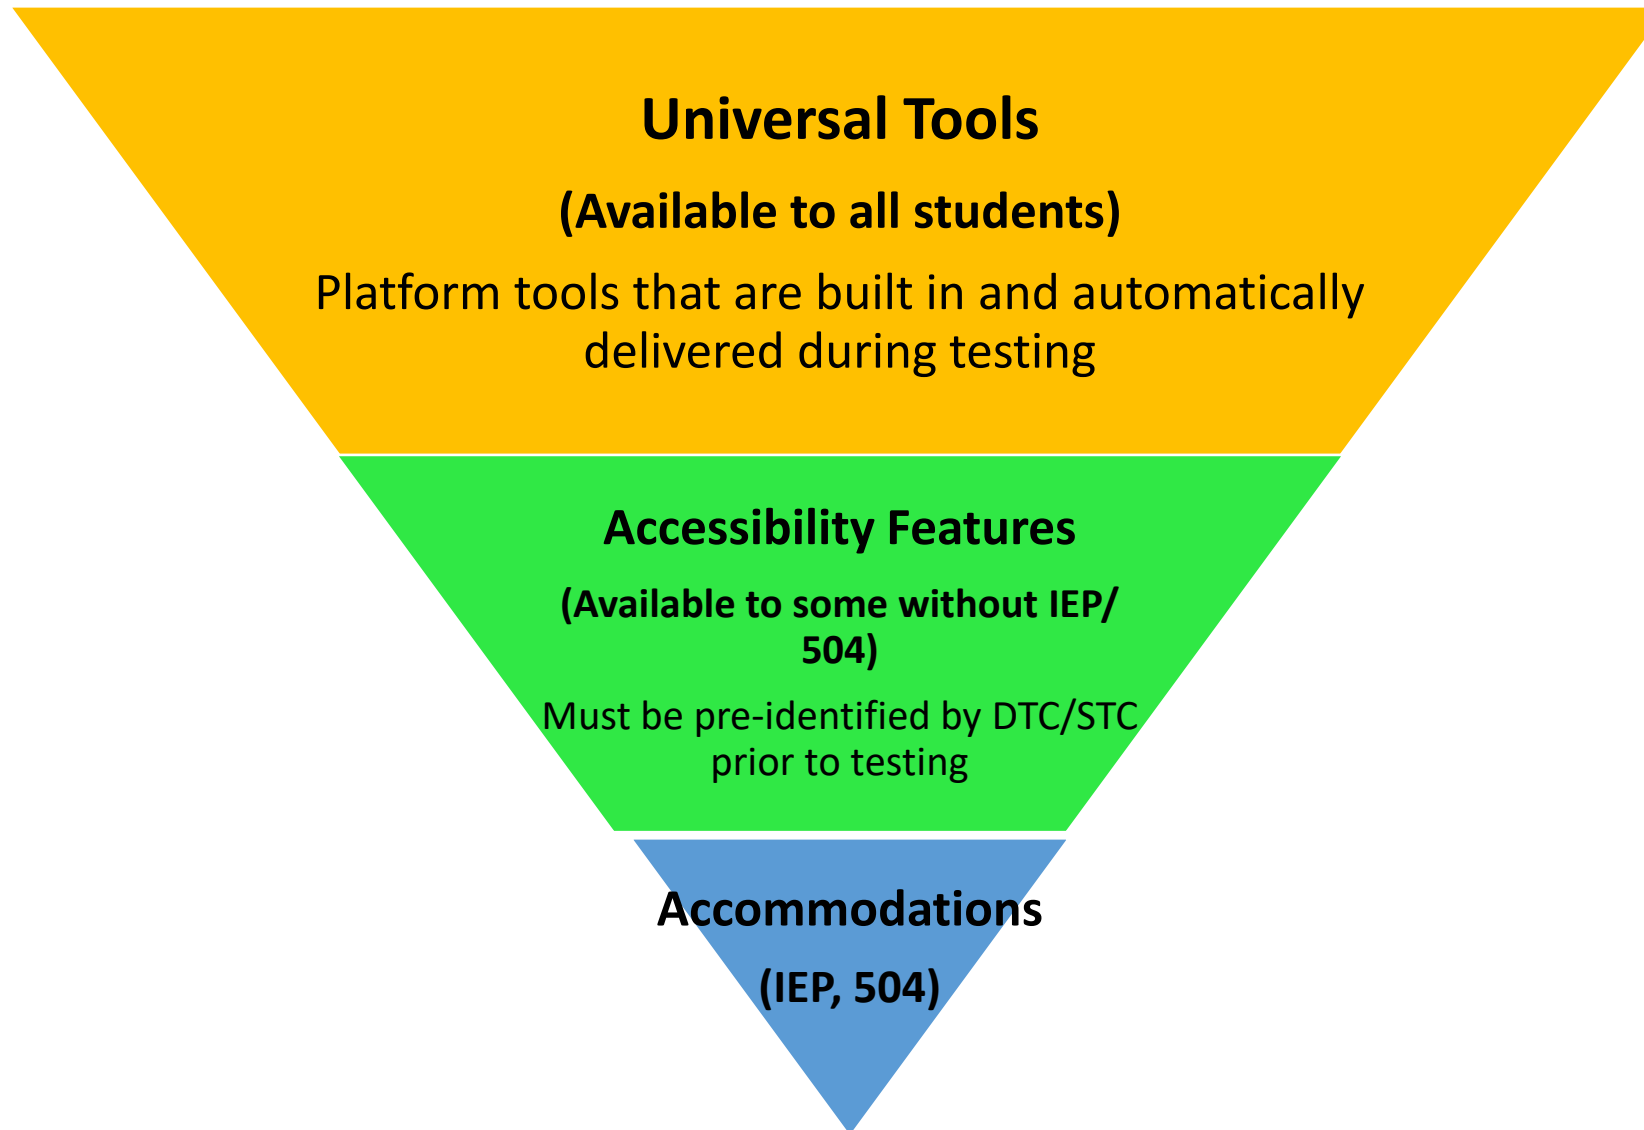 Universal Tools
(Available to all students)
Platform tools that are built in and automatically
delivered during testing
Accessibility Features
(Available to some without IEP/
504)
Must be pre-identified by DTC/STC
prior to testing
Accommodations
(IEP, 504)